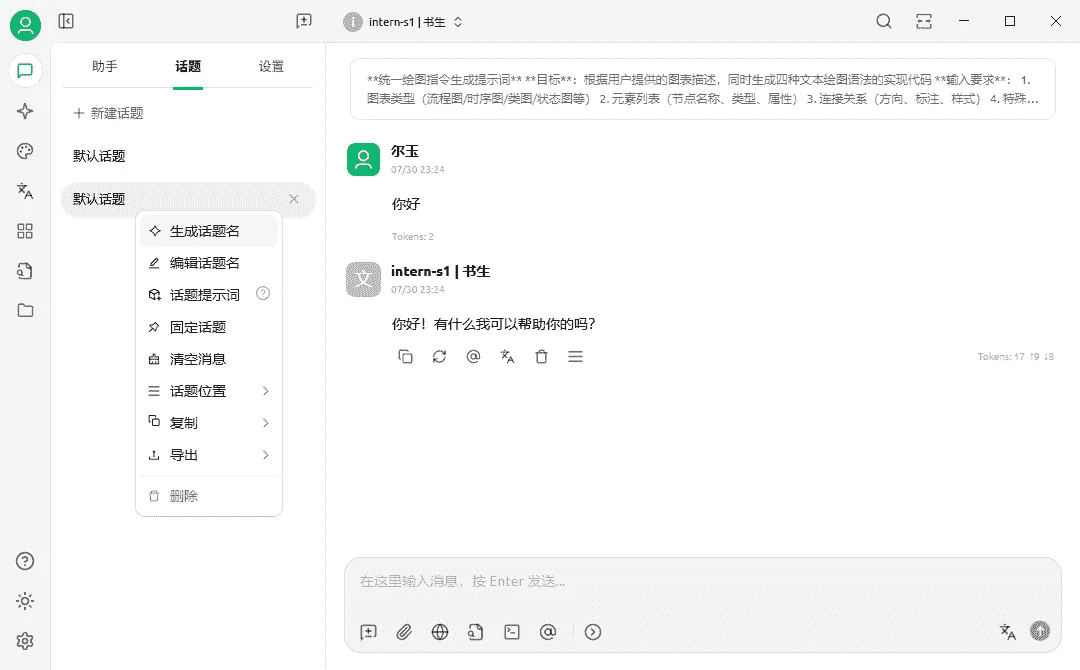 intern-s1 | 书生
助手
话题
设置
+ 新建话题
默认话题
默认话题
生成话题名
编辑话题名
话题提示词
固定话题
清空消息
话题位置
复制
导出
删除
**统一绘图指令生成提示词** **目标**：根据用户提供的图表描述，同时生成四种文本绘图语法的实现代码 **输入要求**： 1.
图表类型（流程图/时序图/类图/状态图等） 2. 元素列表（节点名称、类型、属性） 3. 连接关系（方向、标注、样式） 4. 特殊...
尔玉
07/30 23:24
你好
Tokens: 2
intern-s1 | 书生
07/30 23:24
你好！有什么我可以帮助你的吗？
Tokens: 17 ↑9 ↓8
在这里输入消息，按 Enter 发送...